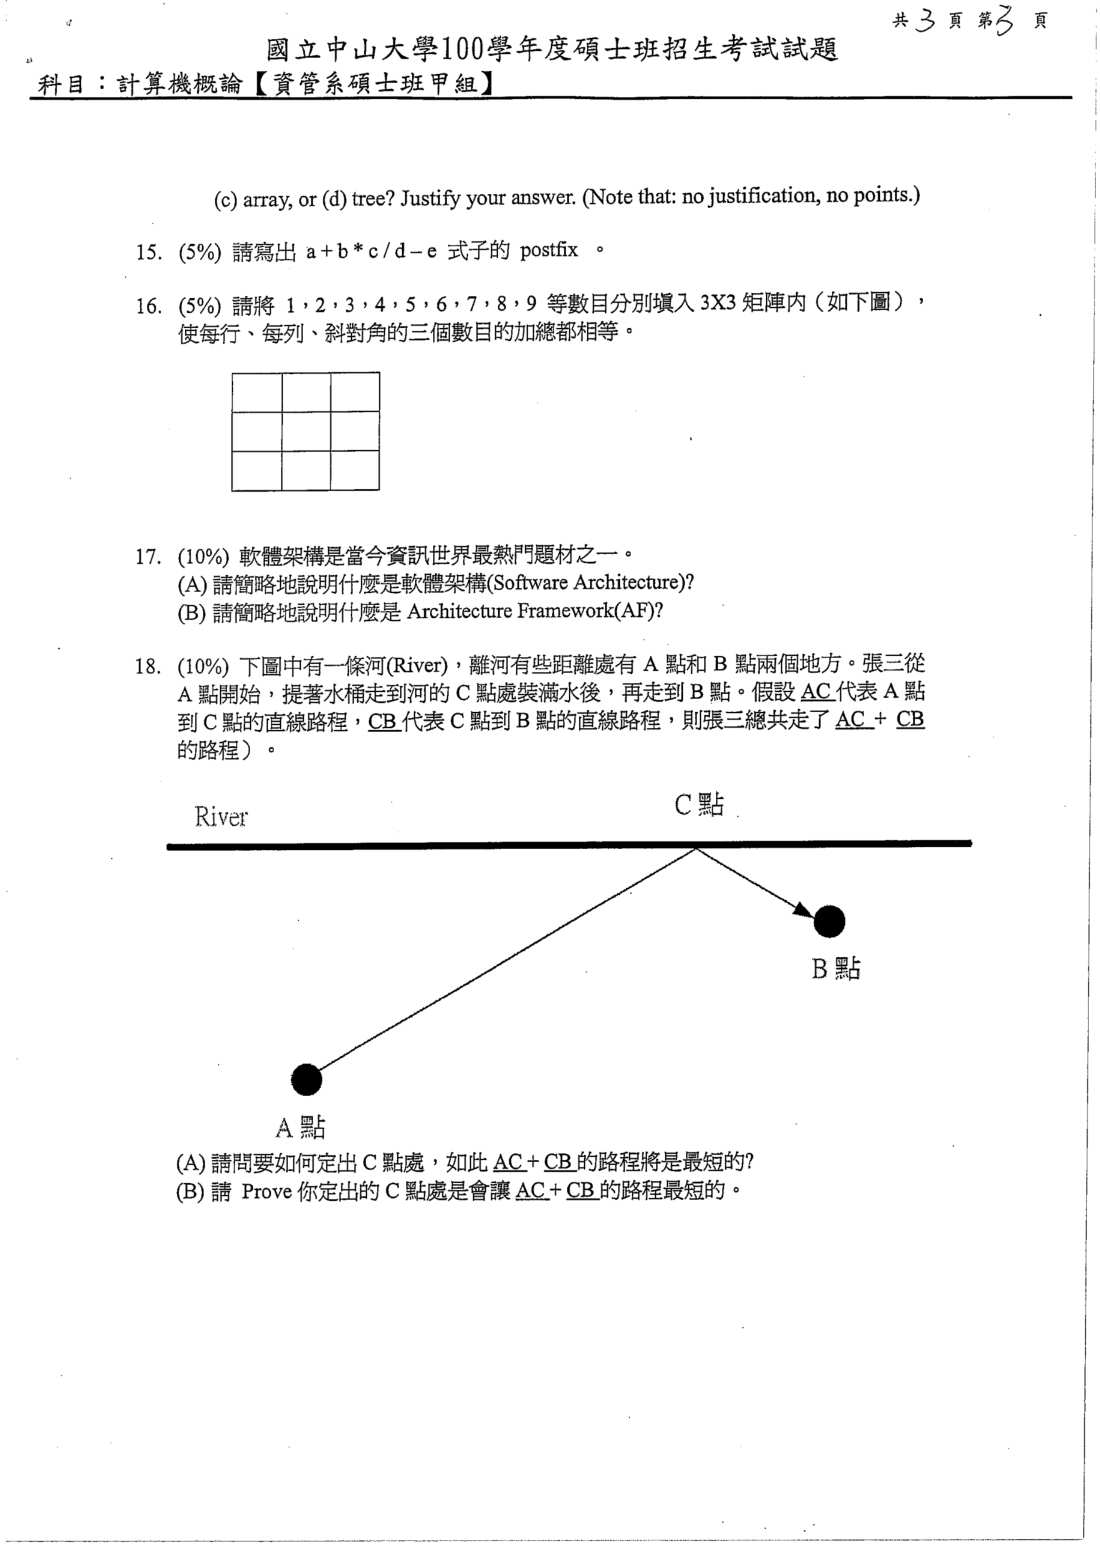 共 3 頁 第 3 頁
國立中山大學100學年度碩士班招生考試試題
科目：計算機概論【資管系碩士班甲組】
(c) array, or (d) tree? Justify your answer. (Note that: no justification, no points.)
15. (5%) 請寫出 a + b * c / d – e 式子的 postfix 。
16. (5%) 請將 1，2，3，4，5，6，7，8，9 等數目分別填入 3X3 矩陣內（如下圖），
使每行、每列、斜對角的三個數目的加總都相等。
17. (10%) 軟體架構是當今資訊世界最熱門題材之一。
(A) 請簡略地說明什麼是軟體架構(Software Architecture)?
(B) 請簡略地說明什麼是 Architecture Framework(AF)?
18. (10%) 下圖中有一條河(River)，離河有些距離處有 A 點和 B 點兩個地方。張三從
A 點開始，提著水桶走到河的 C 點處裝滿水後，再走到 B 點。假設 AC 代表 A 點
到 C 點的直線路程，CB 代表 C 點到 B 點的直線路程，則張三總共走了 AC + CB
的路程）。
River
C 點
B 點
A 點
(A) 請問要如何定出 C 點處，如此 AC + CB 的路程將是最短的?
(B) 請 Prove 你定出的 C 點處是會讓 AC + CB 的路程最短的。